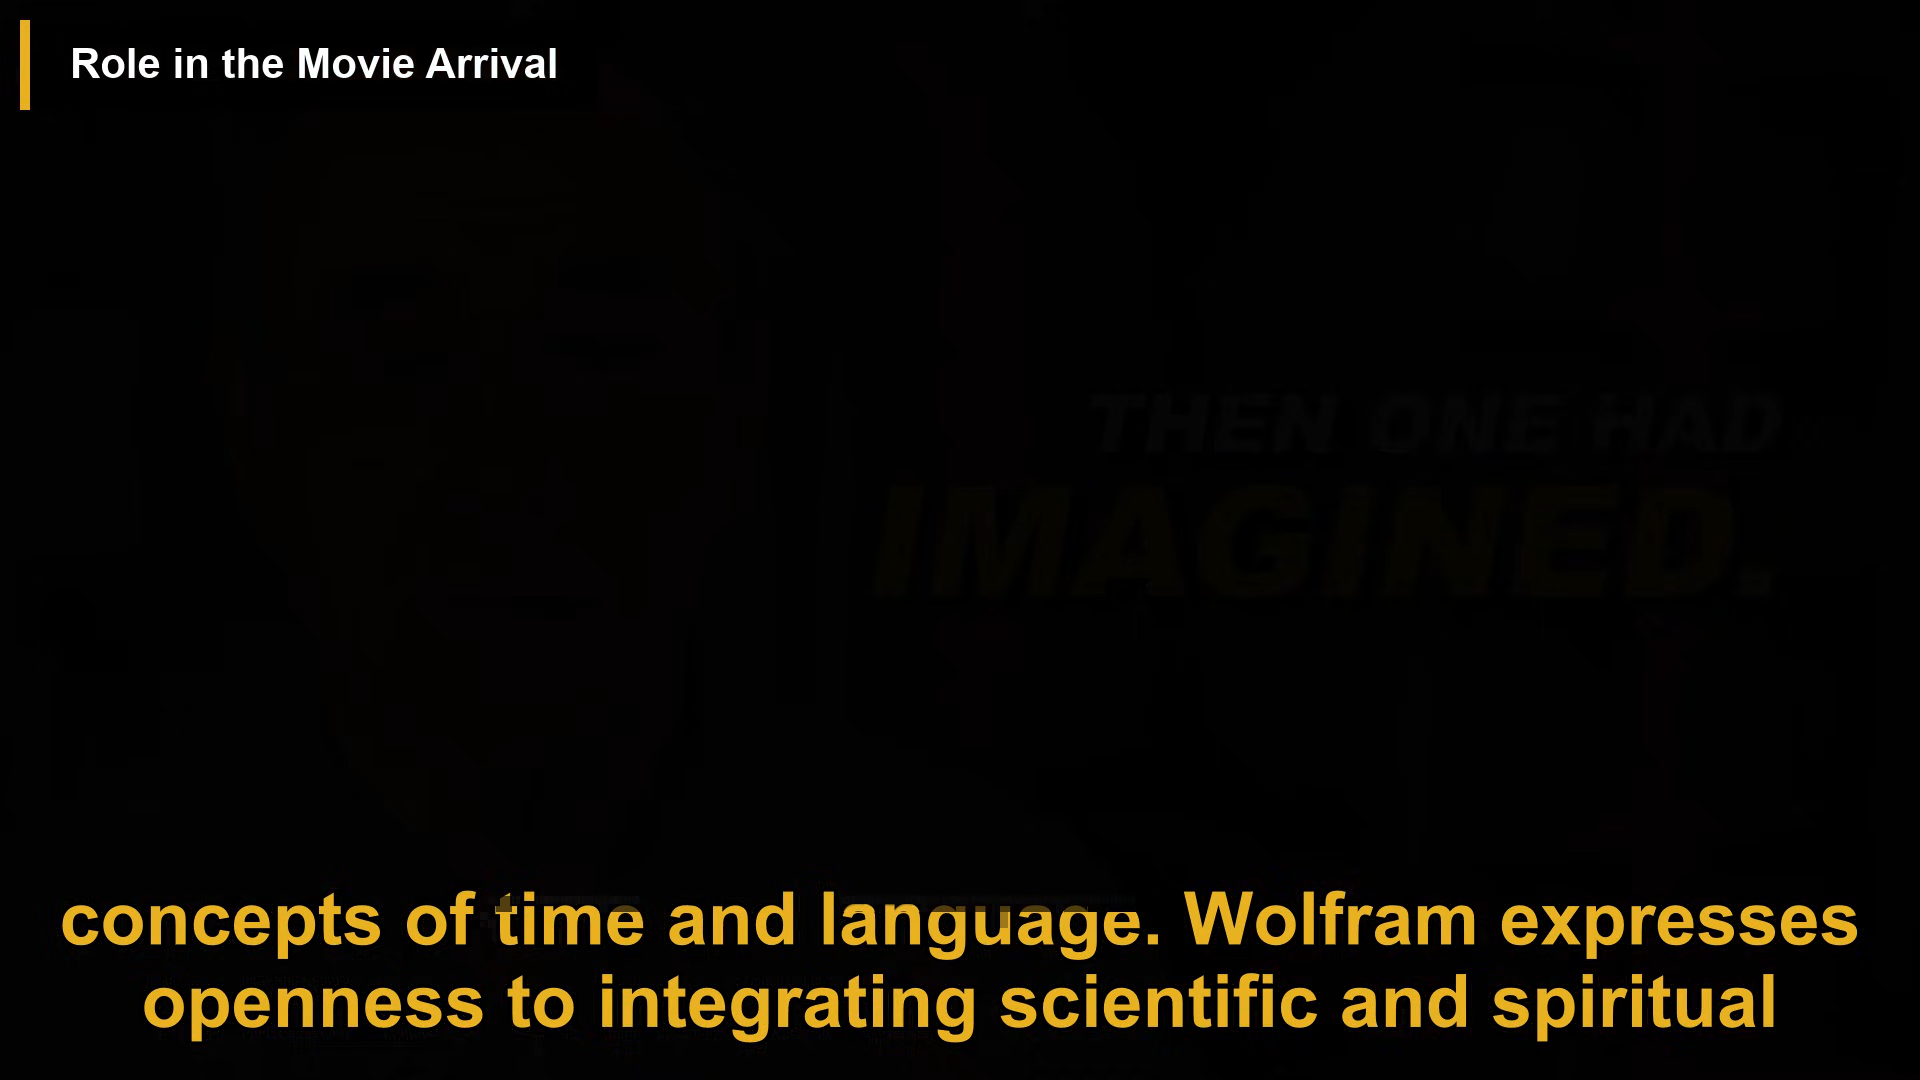 Role in the Movie Arrival
THEN ONE HAD
IMAGINED.
concepts of time and language. Wolfram expresses
openness to integrating scientific and spiritual